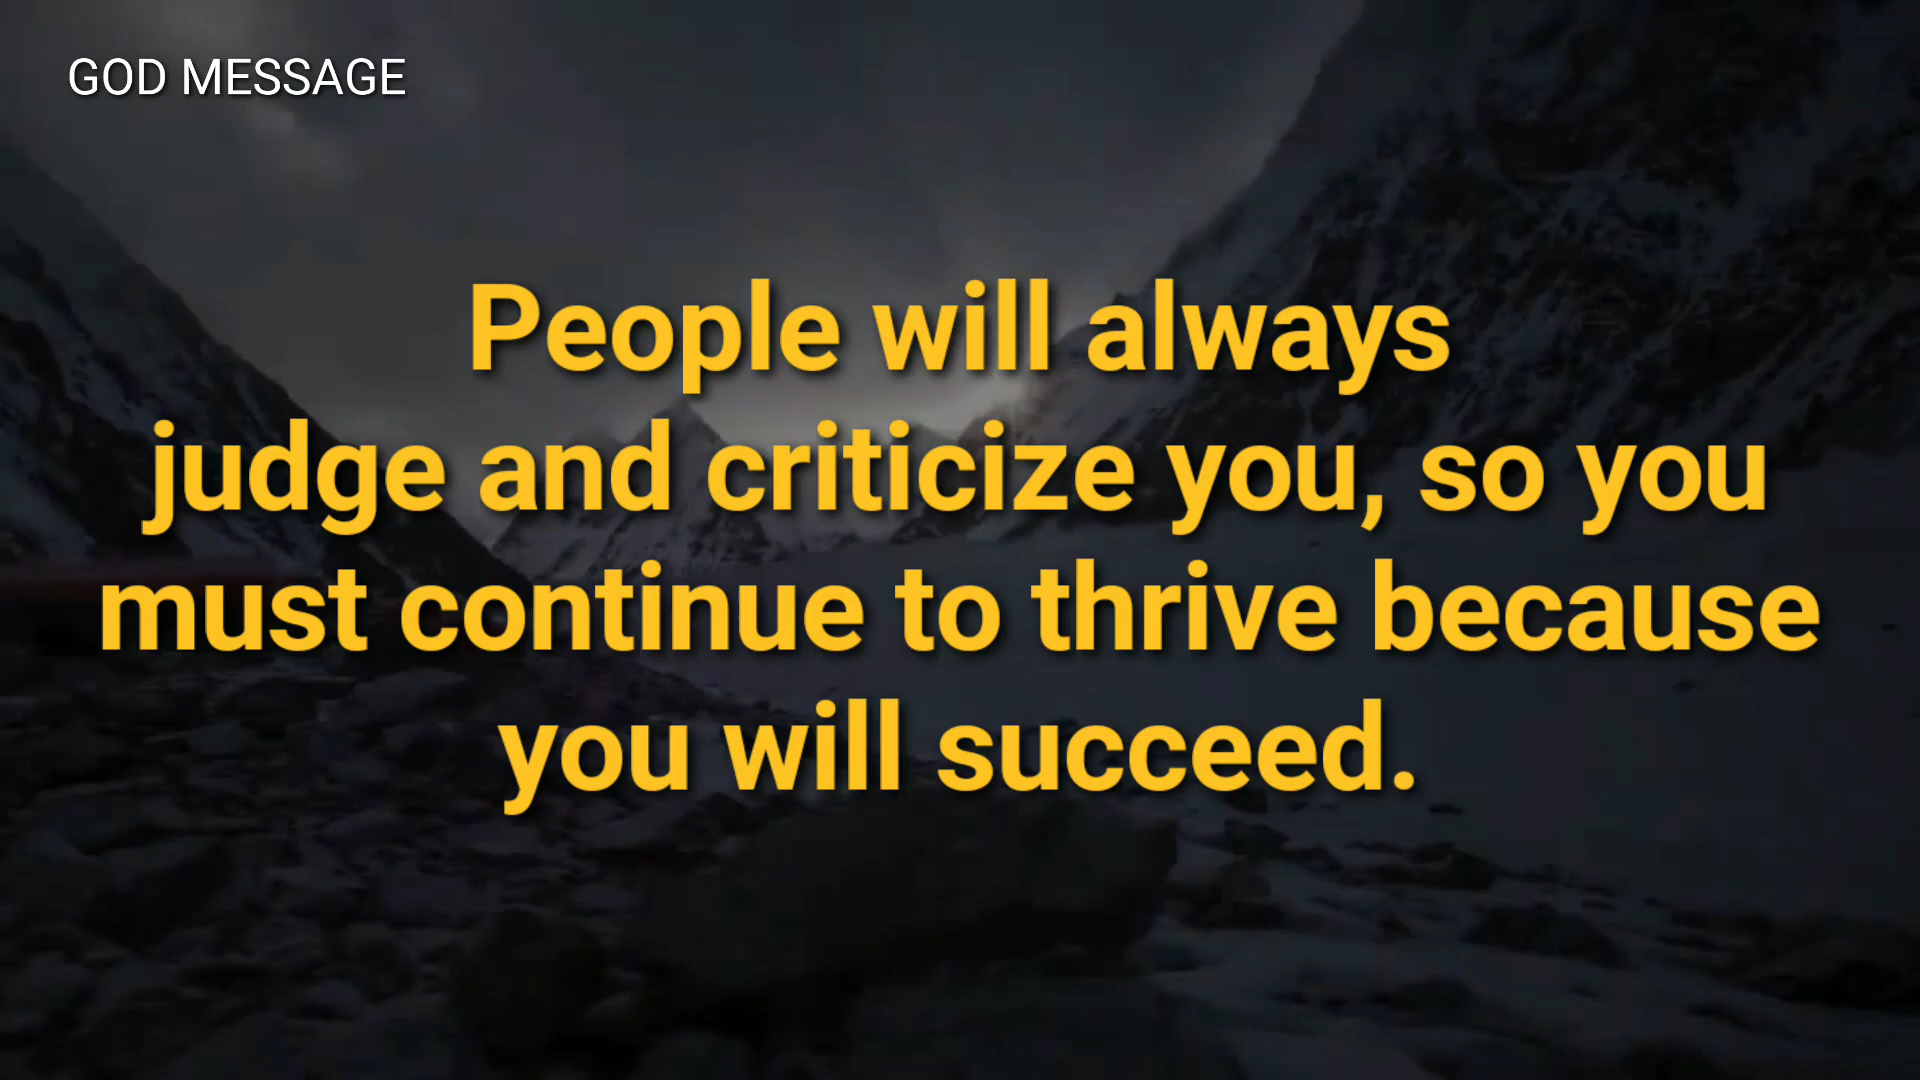 GOD MESSAGE
People will always
judge and criticize you, so you
must continue to thrive because
you will succeed.